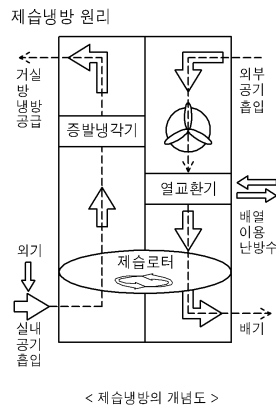 제습냉방 원리
거실
방
냉방
공급
외부
공기
흡입
증발냉각기
열교환기
배열
이용
난방수
외기
제습로터
실내
공기
흡입
배기
< 제습냉방의 개념도 >